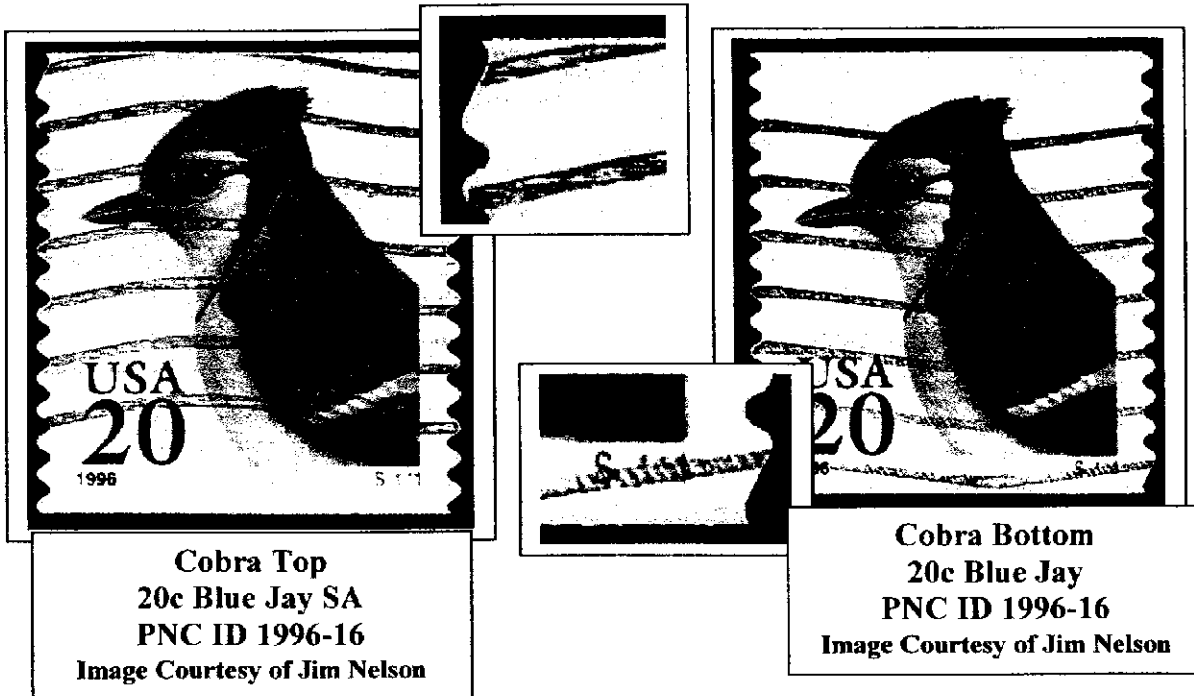 USA
20
1996
S
Cobra Top
20c Blue Jay SA
PNC ID 1996-16
Image Courtesy of Jim Nelson
S
USA
20
Cobra Bottom
20c Blue Jay
PNC ID 1996-16
Image Courtesy of Jim Nelson